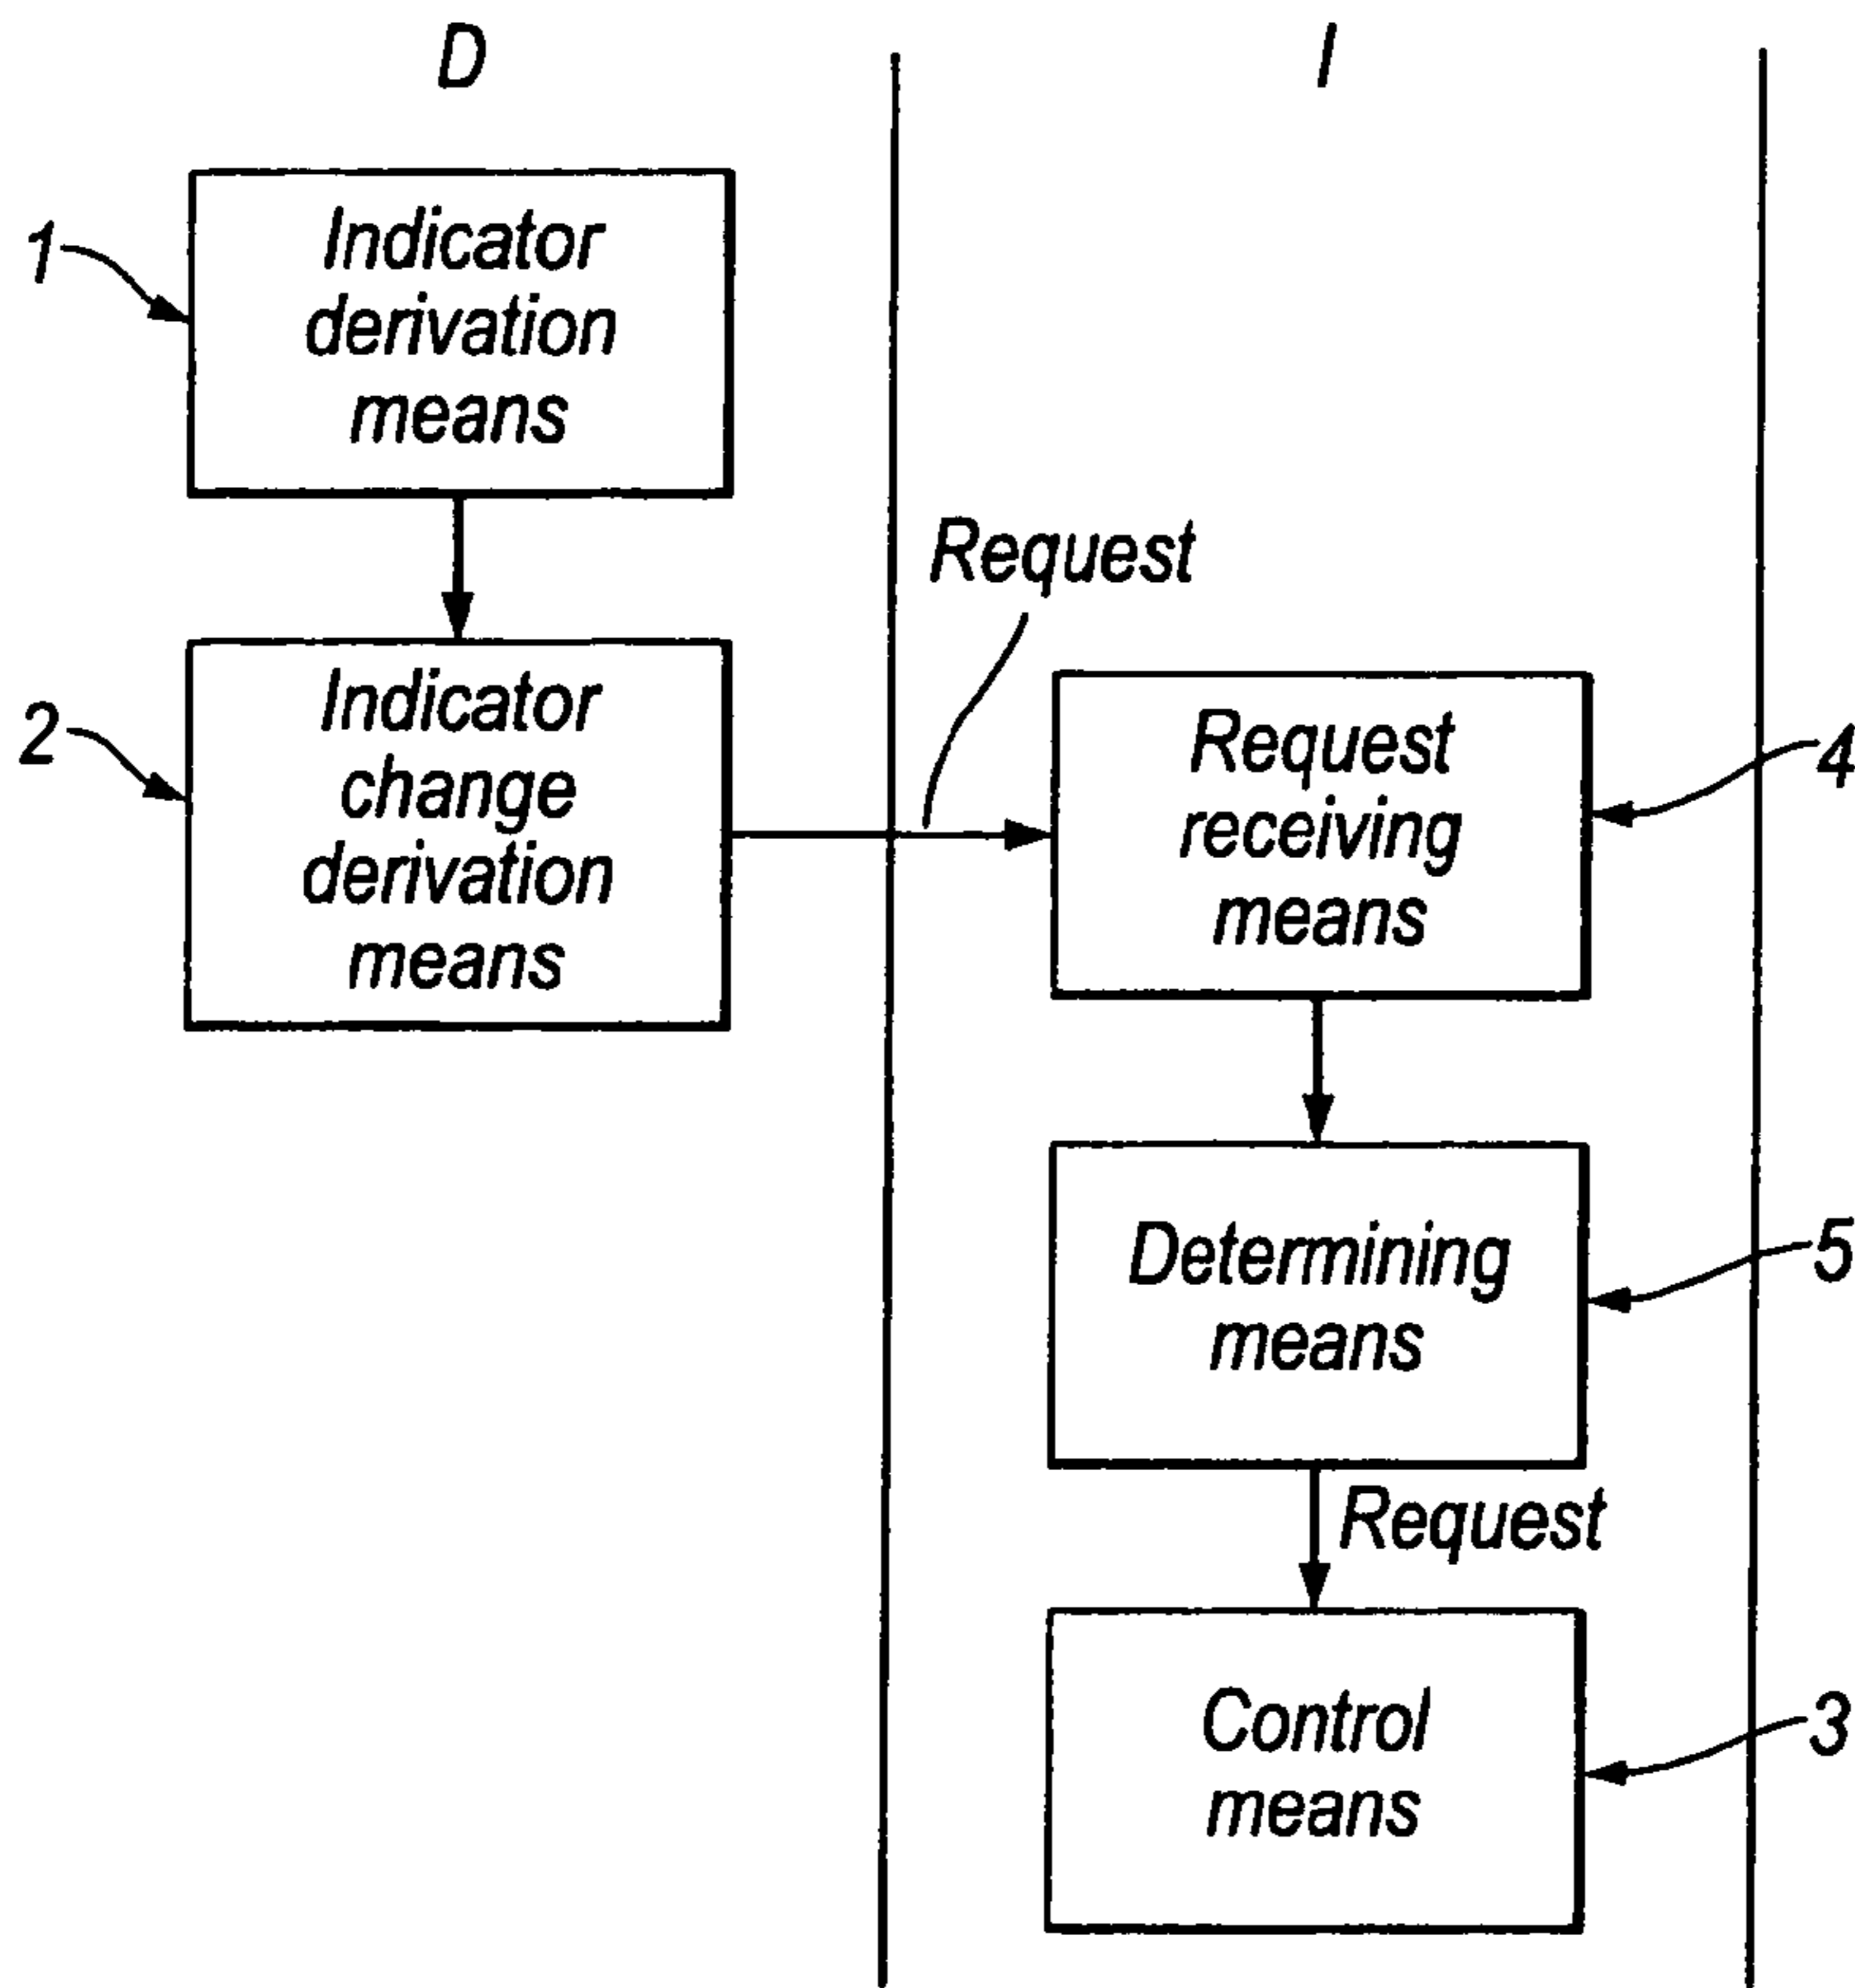 D
I
1
Indicator
derivation
means
Request
2
Indicator
change
derivation
means
Request
receiving
means
4
Determining
means
5
Request
Control
means
3